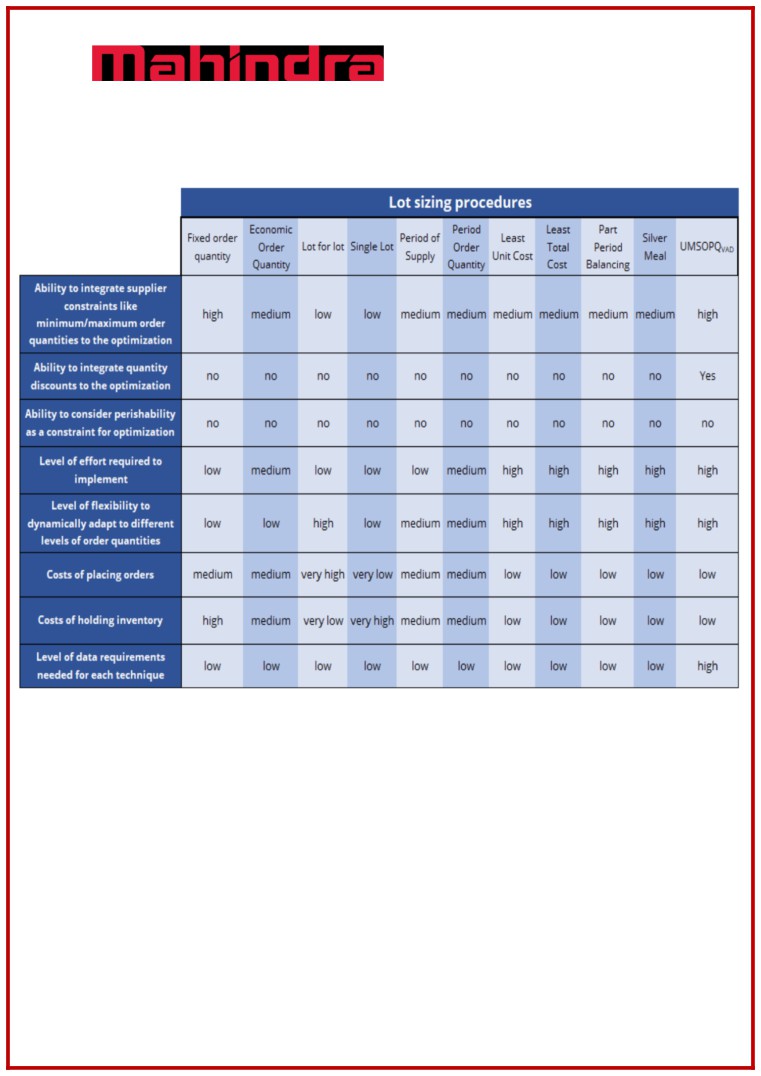 Mahindra
Lot sizing procedures
Fixed order
quantity
Economic
Order
Quantity
Lot for lot
Single Lot
Period of
Supply
Period
Order
Quantity
Least
Unit Cost
Least
Total
Cost
Part
Period
Balancing
Silver
Meal
UMSOPQVAD
Ability to integrate supplier
constraints like
minimum/maximum order
quantities to the optimization
high medium low low medium medium medium medium medium medium high
Ability to integrate quantity
discounts to the optimization
no no no no no no no no no no Yes
Ability to consider perishability
as a constraint for optimization
no no no no no no no no no no no
Level of effort required to
implement
low medium low low low medium high high high high high
Level of flexibility to
dynamically adapt to different
levels of order quantities
low low high low medium medium high high high high high
Costs of placing orders
medium medium very high very low medium medium low low low low low
Costs of holding inventory
high medium very low very high medium medium low low low low low
Level of data requirements
needed for each technique
low low low low low low low low low low high